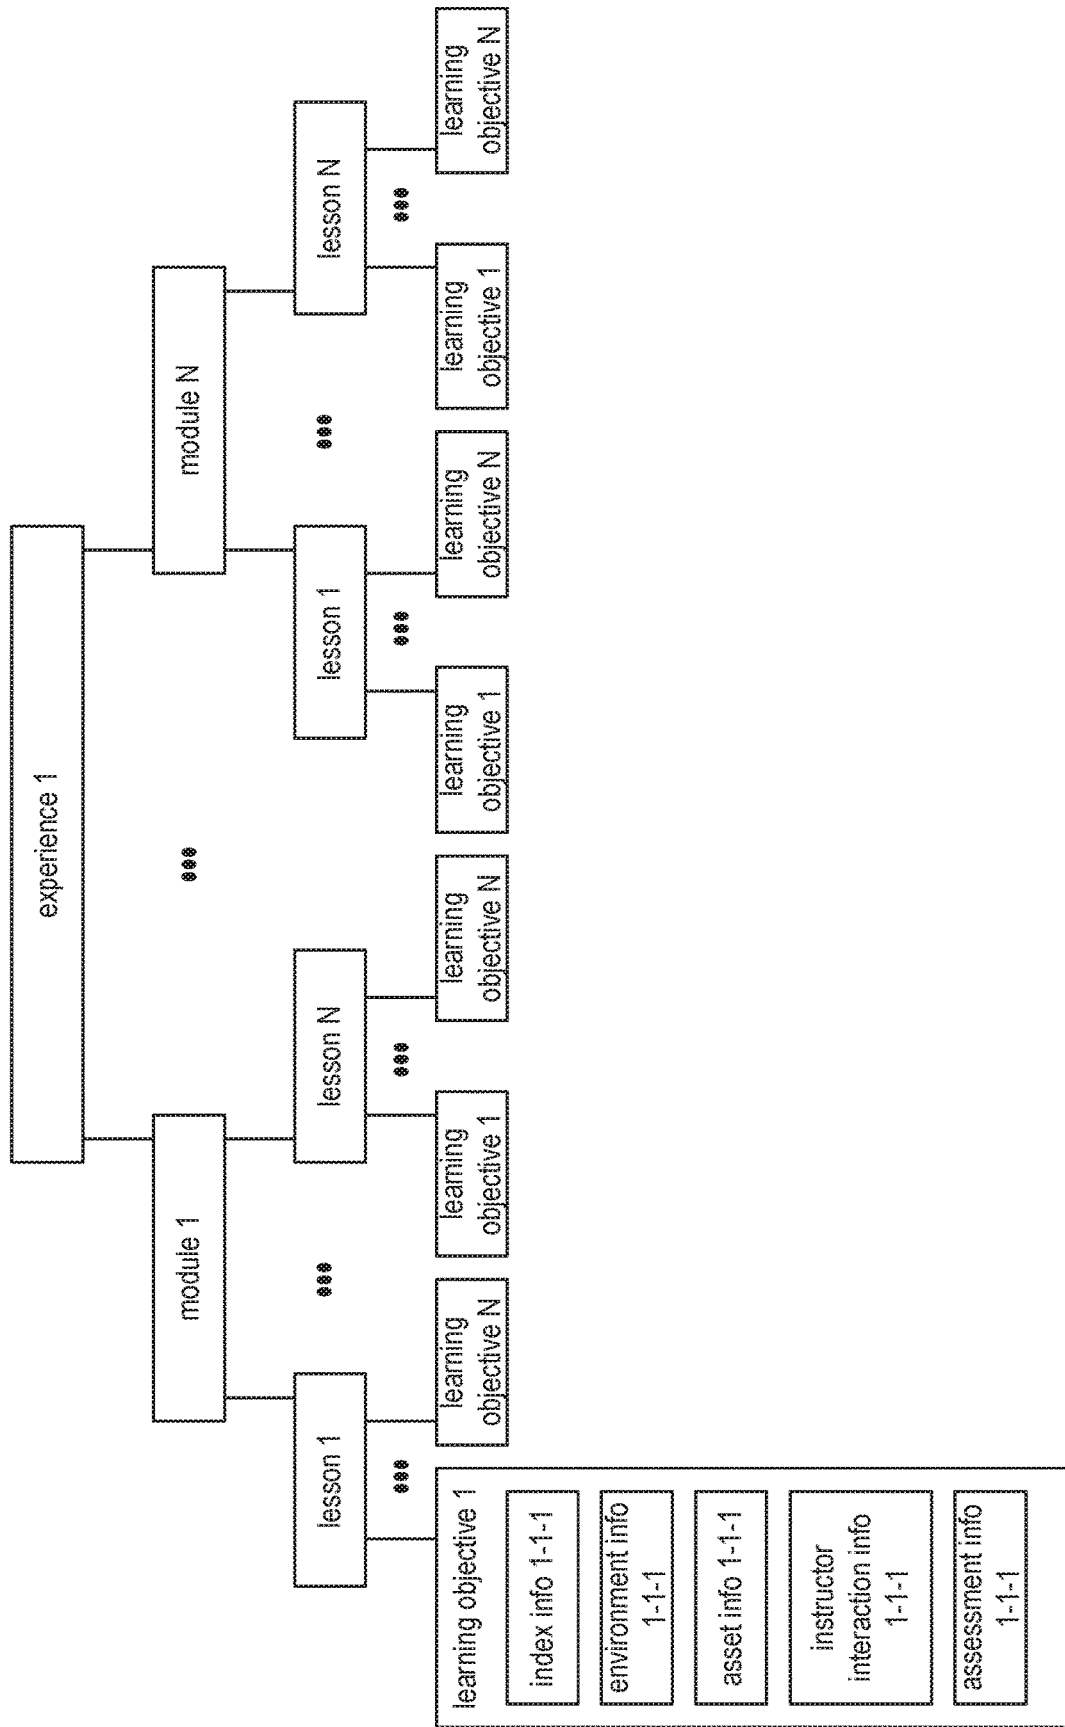 experience 1
module 1
module N
lesson 1
lesson N
lesson 1
lesson N
learning objective 1
index info 1-1-1
environment info
1-1-1
asset info 1-1-1
instructor
interaction info
1-1-1
assessment info
1-1-1
learning
objective N
learning
objective 1
learning
objective N
learning
objective 1
learning
objective N
learning
objective 1
learning
objective N